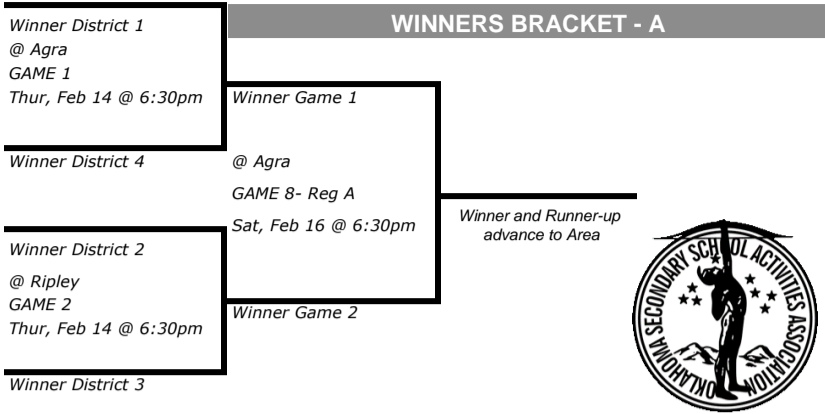 WINNERS BRACKET - A
Winner District 1
@ Agra
GAME 1
Thur, Feb 14 @ 6:30pm
Winner District 4
Winner Game 1
@ Agra
GAME 8- Reg A
Sat, Feb 16 @ 6:30pm
Winner Game 2
Winner District 2
@ Ripley
GAME 2
Thur, Feb 14 @ 6:30pm
Winner District 3
Winner and Runner-up
advance to Area
OKLAHOMA SECONDARY SCHOOL ACTIVITIES ASSOCIATION